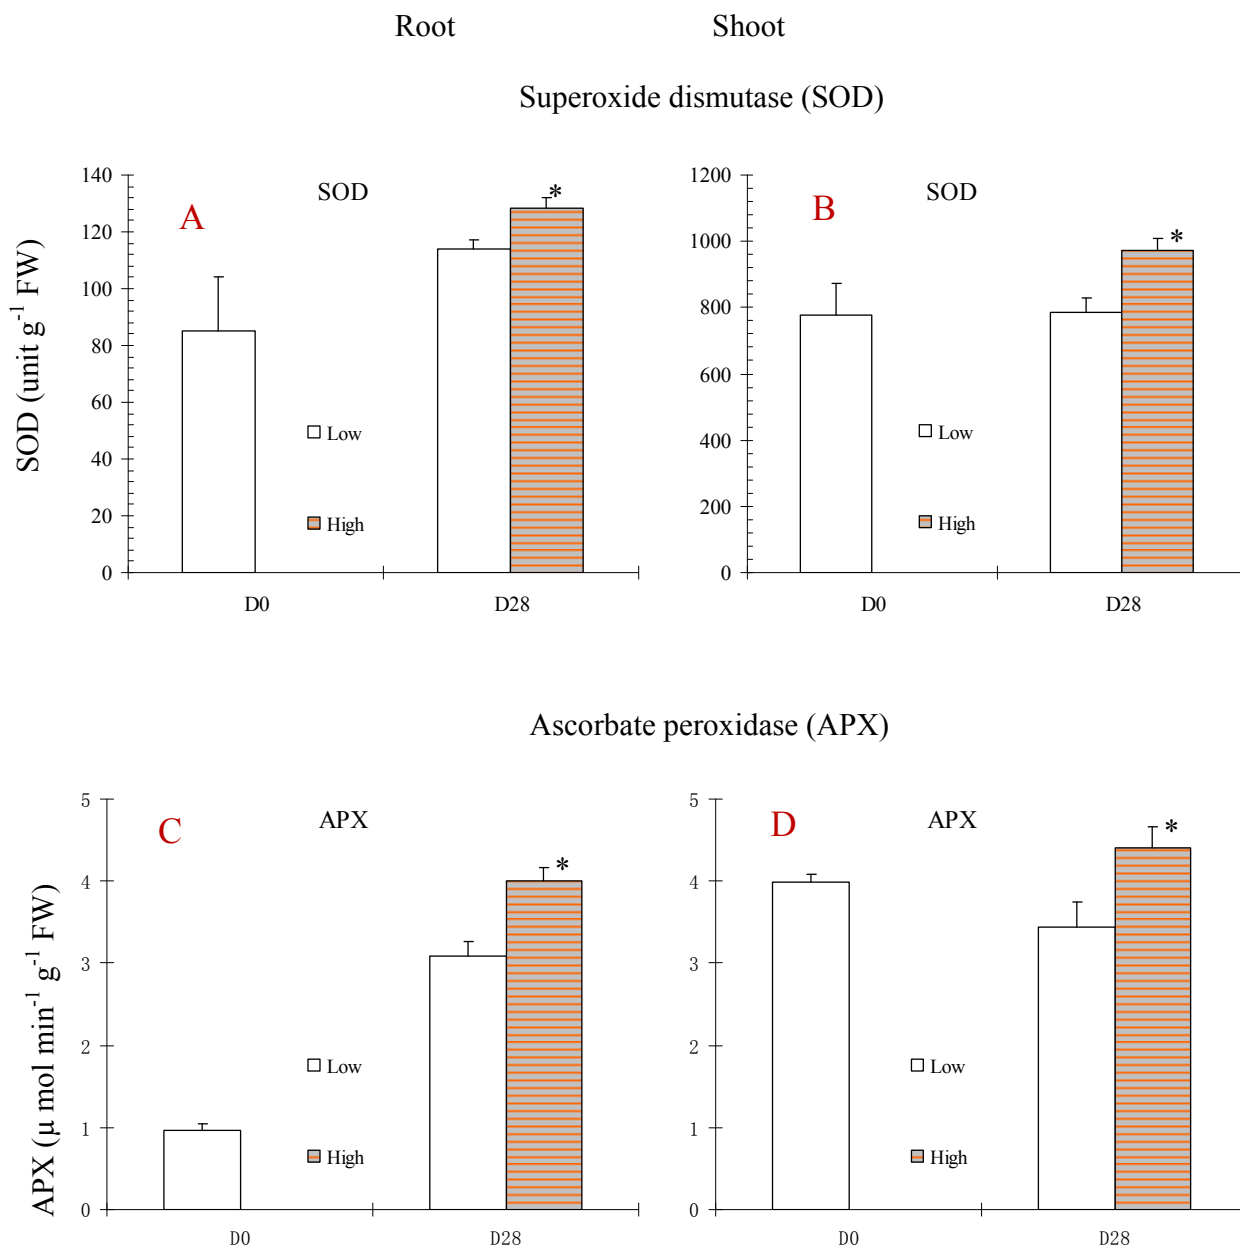 Root Shoot
Superoxide dismutase (SOD)
SOD (unit g-1 FW)
140
120
100
80
60
40
20
0
A
SOD
*
Low
High
D0 D28
1200
1000
800
600
400
200
0
B
SOD
*
Low
High
D0 D28
Ascorbate peroxidase (APX)
APX (µ mol min-1 g-1 FW)
5
4
3
2
1
0
C
APX
*
Low
High
D0 D28
5
4
3
2
1
0
D
APX
*
Low
High
D0 D28